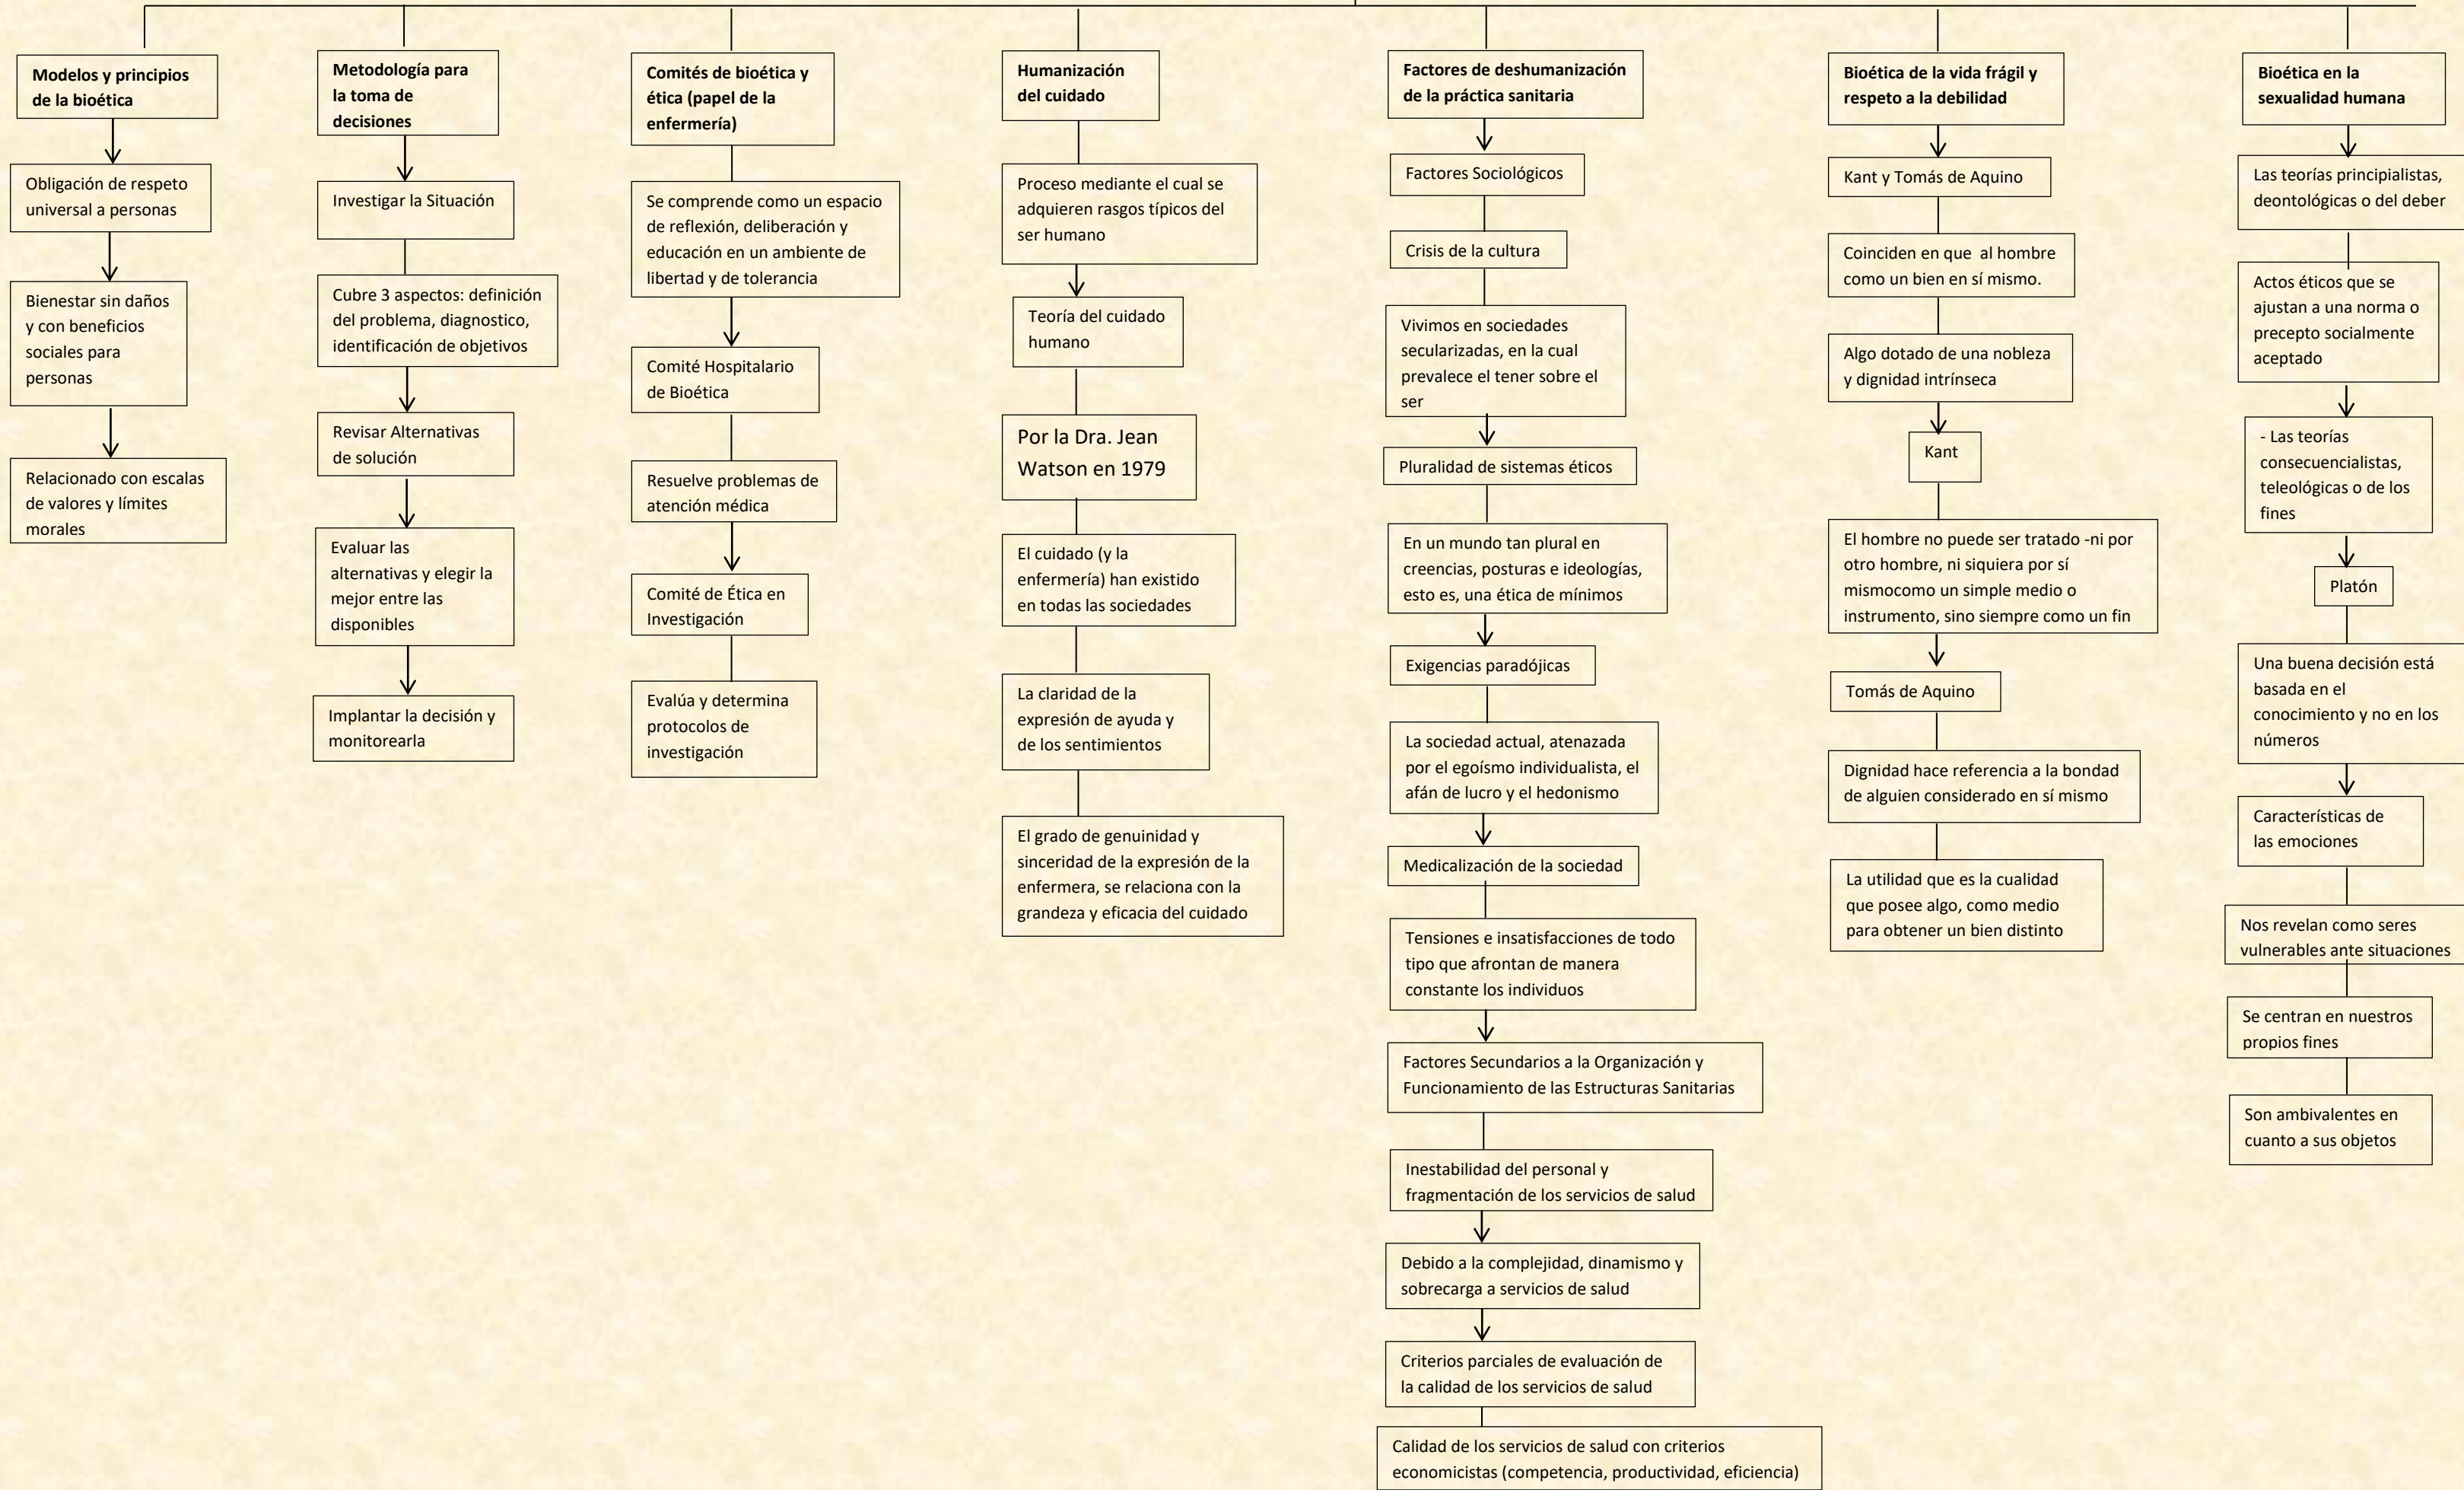 Modelos y principios
de la bioética
Obligación de respeto
universal a personas
Bienestar sin daños
y con beneficios
sociales para
personas
Relacionado con escalas
de valores y límites
morales
Metodología para
la toma de
decisiones
Investigar la Situación
Cubre 3 aspectos: definición
del problema, diagnostico,
identificación de objetivos
Revisar Alternativas
de solución
Evaluar las
alternativas y elegir la
mejor entre las
disponibles
Implantar la decisión y
monitorearla
Comités de bioética y
ética (papel de la
enfermería)
Se comprende como un espacio
de reflexión, deliberación y
educación en un ambiente de
libertad y de tolerancia
Comité Hospitalario
de Bioética
Resuelve problemas de
atención médica
Comité de Ética en
Investigación
Evalúa y determina
protocolos de
investigación
Humanización
del cuidado
Proceso mediante el cual se
adquieren rasgos típicos del
ser humano
Teoría del cuidado
humano
Por la Dra. Jean
Watson en 1979
El cuidado (y la
enfermería) han existido
en todas las sociedades
La claridad de la
expresión de ayuda y
de los sentimientos
El grado de genuinidad y
sinceridad de la expresión de la
enfermera, se relaciona con la
grandeza y eficacia del cuidado
Factores de deshumanización
de la práctica sanitaria
Factores Sociológicos
Crisis de la cultura
Vivimos en sociedades
secularizadas, en la cual
prevalece el tener sobre el
ser
Pluralidad de sistemas éticos
En un mundo tan plural en
creencias, posturas e ideologías,
esto es, una ética de mínimos
Exigencias paradójicas
La sociedad actual, atenazada
por el egoísmo individualista, el
afán de lucro y el hedonismo
Medicalización de la sociedad
Tensiones e insatisfacciones de todo
tipo que afrontan de manera
constante los individuos
Factores Secundarios a la Organización y
Funcionamiento de las Estructuras Sanitarias
Inestabilidad del personal y
fragmentación de los servicios de salud
Debido a la complejidad, dinamismo y
sobrecarga a servicios de salud
Criterios parciales de evaluación de
la calidad de los servicios de salud
Calidad de los servicios de salud con criterios
economicistas (competencia, productividad, eficiencia)
Bioética de la vida frágil y
respeto a la debilidad
Kant y Tomás de Aquino
Coinciden en que  al hombre
como un bien en sí mismo.
Algo dotado de una nobleza
y dignidad intrínseca
Kant
El hombre no puede ser tratado -ni por
otro hombre, ni siquiera por sí
mismocomo un simple medio o
instrumento, sino siempre como un fin
Tomás de Aquino
Dignidad hace referencia a la bondad
de alguien considerado en sí mismo
La utilidad que es la cualidad
que posee algo, como medio
para obtener un bien distinto
Bioética en la
sexualidad humana
Las teorías principialistas,
deontológicas o del deber
Actos éticos que se
ajustan a una norma o
precepto socialmente
aceptado
- Las teorías
consecuencialistas,
teleológicas o de los
fines
Platón
Una buena decisión está
basada en el
conocimiento y no en los
números
Características de
las emociones
Nos revelan como seres
vulnerables ante situaciones
Se centran en nuestros
propios fines
Son ambivalentes en
cuanto a sus objetos